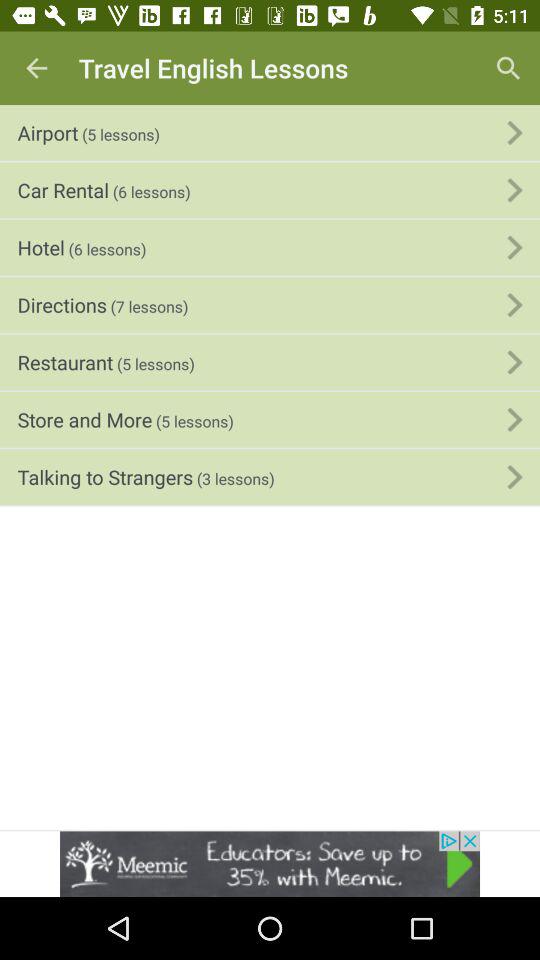 5:11
Travel English Lessons
Airport (5 lessons)
Car Rental (6 lessons)
Hotel (6 lessons)
Directions (7 lessons)
Restaurant (5 lessons)
Store and More (5 lessons)
Talking to Strangers (3 lessons)
Meemic
Educators: Save up to
35% with Meemic.